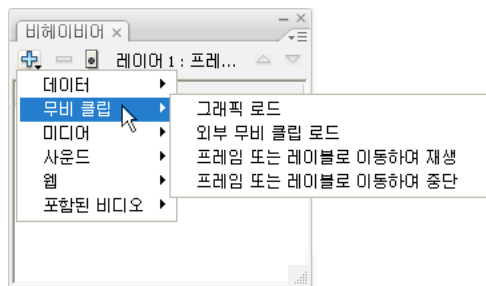 비헤이비어 ×
레이어 1 : 프레...
데이터
무비 클립
미디어
사운드
웹
포함된 비디오
그래픽 로드
외부 무비 클립 로드
프레임 또는 레이블로 이동하여 재생
프레임 또는 레이블로 이동하여 중단